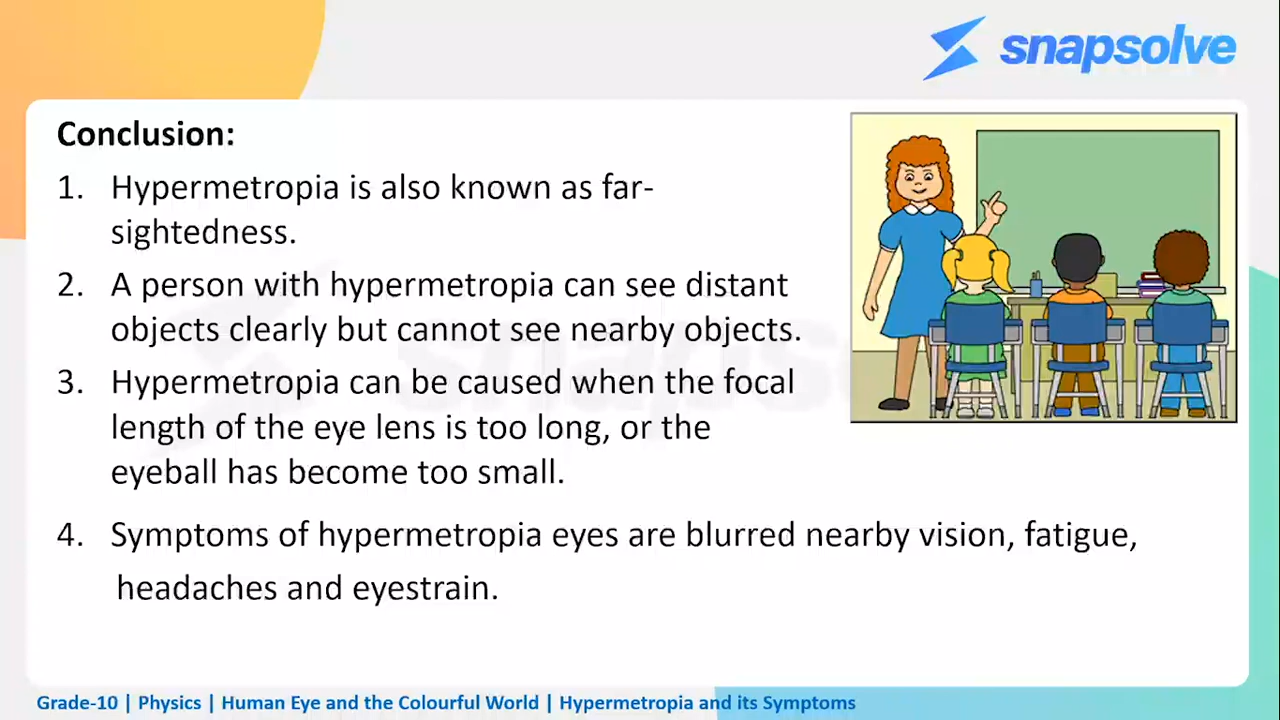 snapsolve
Conclusion:
1. Hypermetropia is also known as far-
sightedness.
2. A person with hypermetropia can see distant
objects clearly but cannot see nearby objects.
3. Hypermetropia can be caused when the focal
length of the eye lens is too long, or the
eyeball has become too small.
4. Symptoms of hypermetropia eyes are blurred nearby vision, fatigue,
headaches and eyestrain.
Grade-10 | Physics | Human Eye and the Colourful World | Hypermetropia and its Symptoms